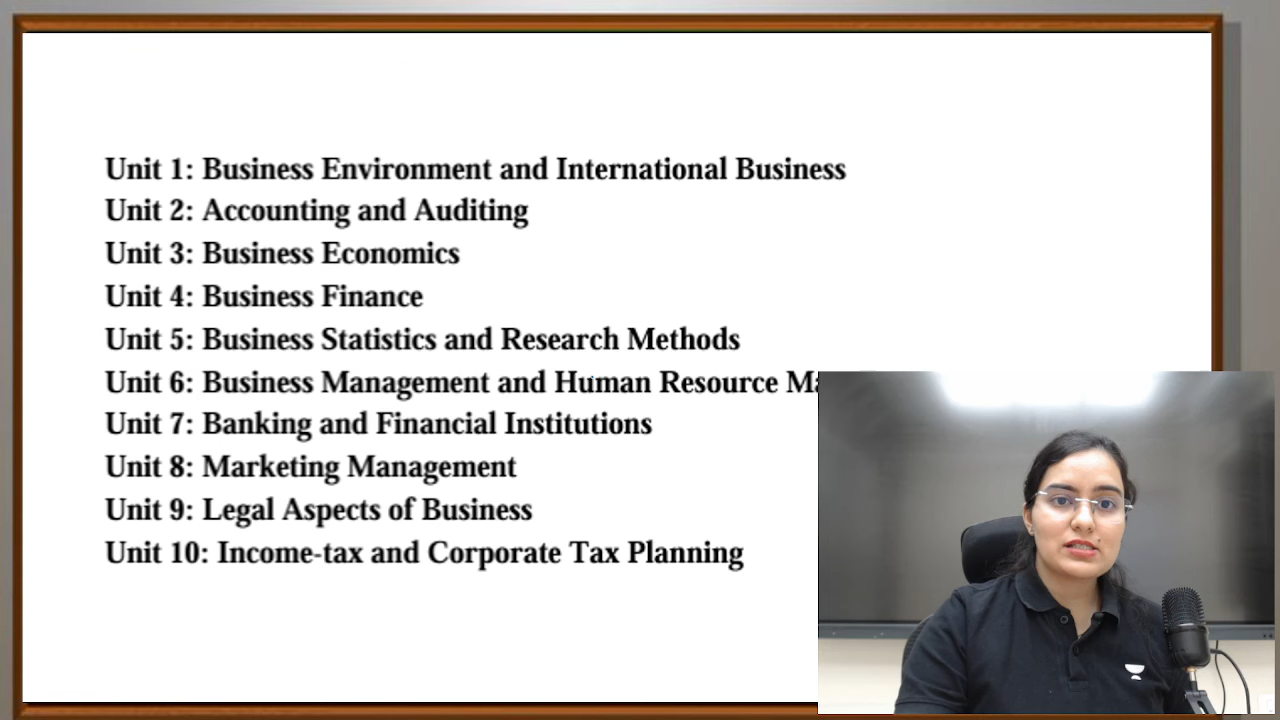 Unit 1: Business Environment and International Business
Unit 2: Accounting and Auditing
Unit 3: Business Economics
Unit 4: Business Finance
Unit 5: Business Statistics and Research Methods
Unit 6: Business Management and Human Resource
Unit 7: Banking and Financial Institutions
Unit 8: Marketing Management
Unit 9: Legal Aspects of Business
Unit 10: Income-tax and Corporate Tax Planning